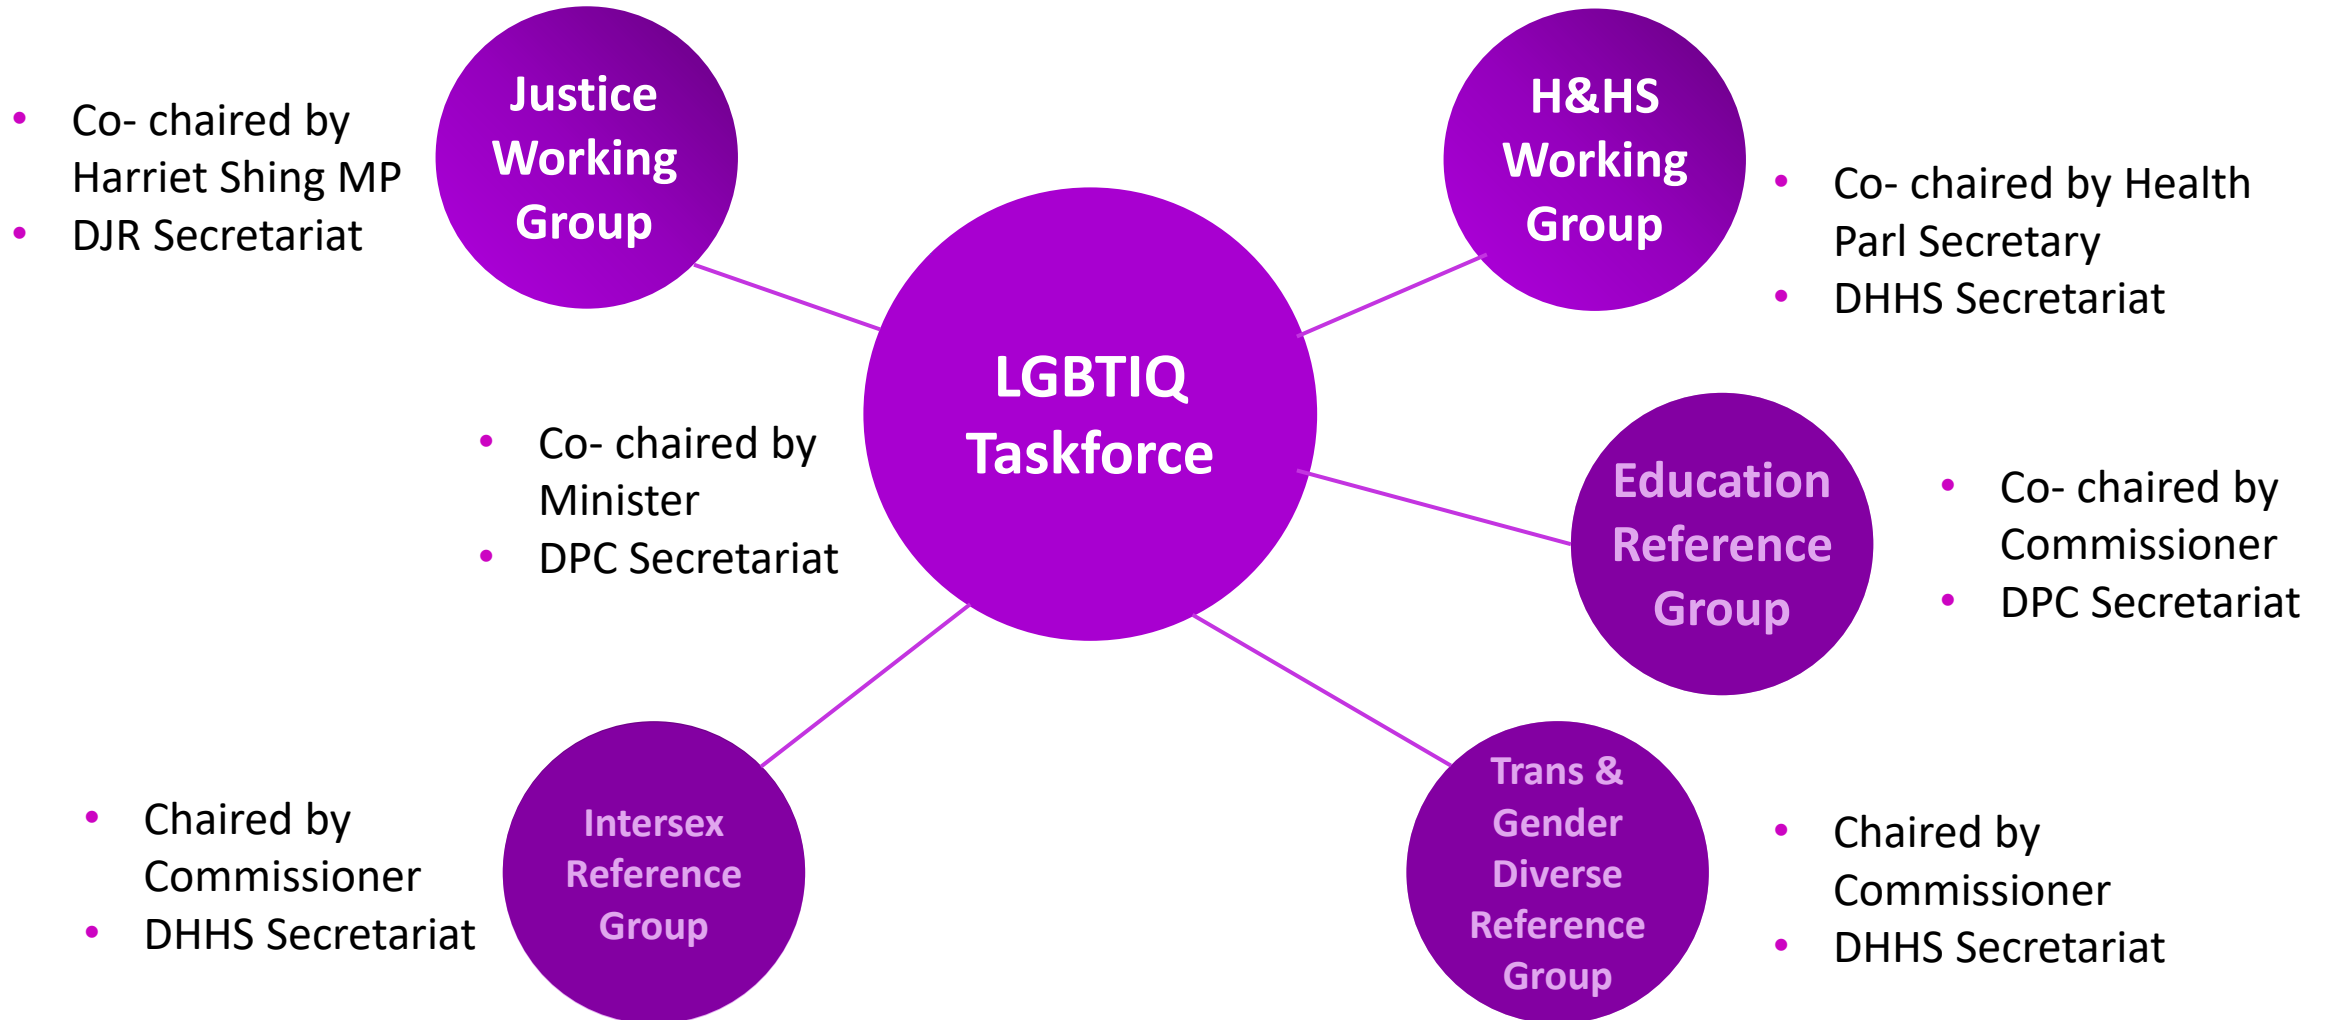 Justice
Working
Group
• Co- chaired by
Harriet Shing MP
• DJR Secretariat
H&HS
Working
Group
• Co- chaired by Health
Parl Secretary
• DHHS Secretariat
LGBTIQ
Taskforce
• Co- chaired by
Minister
• DPC Secretariat
Education
Reference
Group
• Co- chaired by
Commissioner
• DPC Secretariat
Intersex
Reference
Group
• Chaired by
Commissioner
• DHHS Secretariat
Trans &
Gender
Diverse
Reference
Group
• Chaired by
Commissioner
• DHHS Secretariat